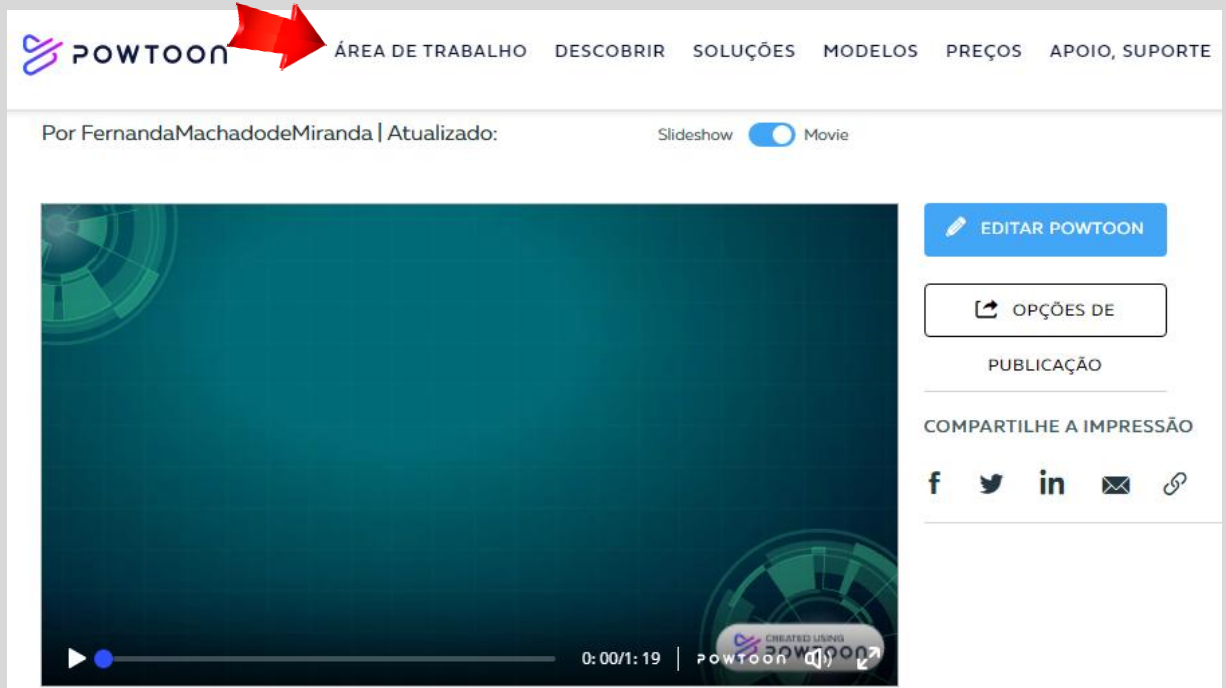 POWTOON
ÁREA DE TRABALHO DESCOBRIR SOLUÇÕES MODELOS PREÇOS APOIO, SUPORTE
Por FernandaMachadodeMiranda | Atualizado:
Slideshow Movie
EDITAR POWTOON
OPÇÕES DE
PUBLICAÇÃO
COMPARTILHE A IMPRESSÃO
f in
CREATED USING
POWTOON
0:00/1:19 | POWTOON